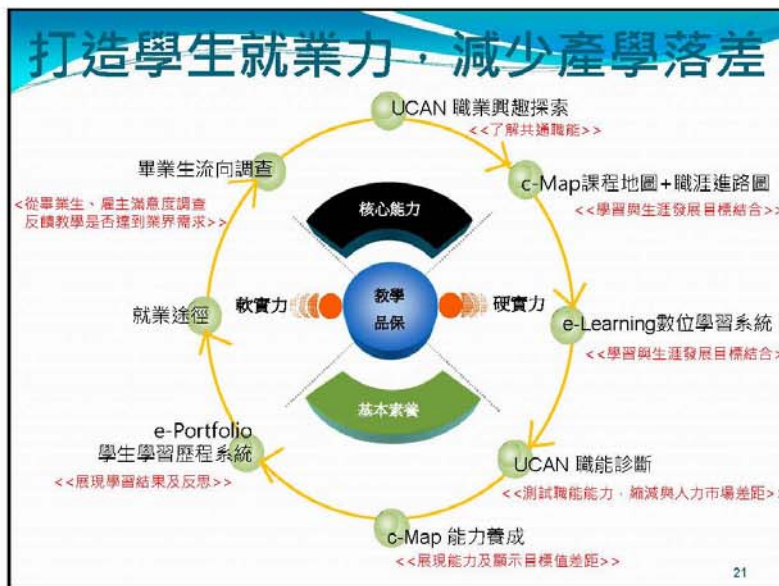 打造學生就業力，減少產學落差
UCAN 職業興趣探索
<<了解共通職能>>
c-Map課程地圖+職涯進路圖
<<學習與生涯發展目標結合>>
e-Learning數位學習系統
<<學習與生涯發展目標結合>
UCAN 職能診斷
<<測試職能能力，縮減與人力市場差距>
c-Map 能力養成
<<展現能力及顯示目標值差距>>
e-Portfolio
學生學習歷程系統
<<展現學習結果及反思>>
就業途徑
畢業生流向調查
<從畢業生、雇主滿意度調查
反饋教學是否達到業界需求>>
核心能力
軟實力
教學
品保
硬實力
基本素養
21